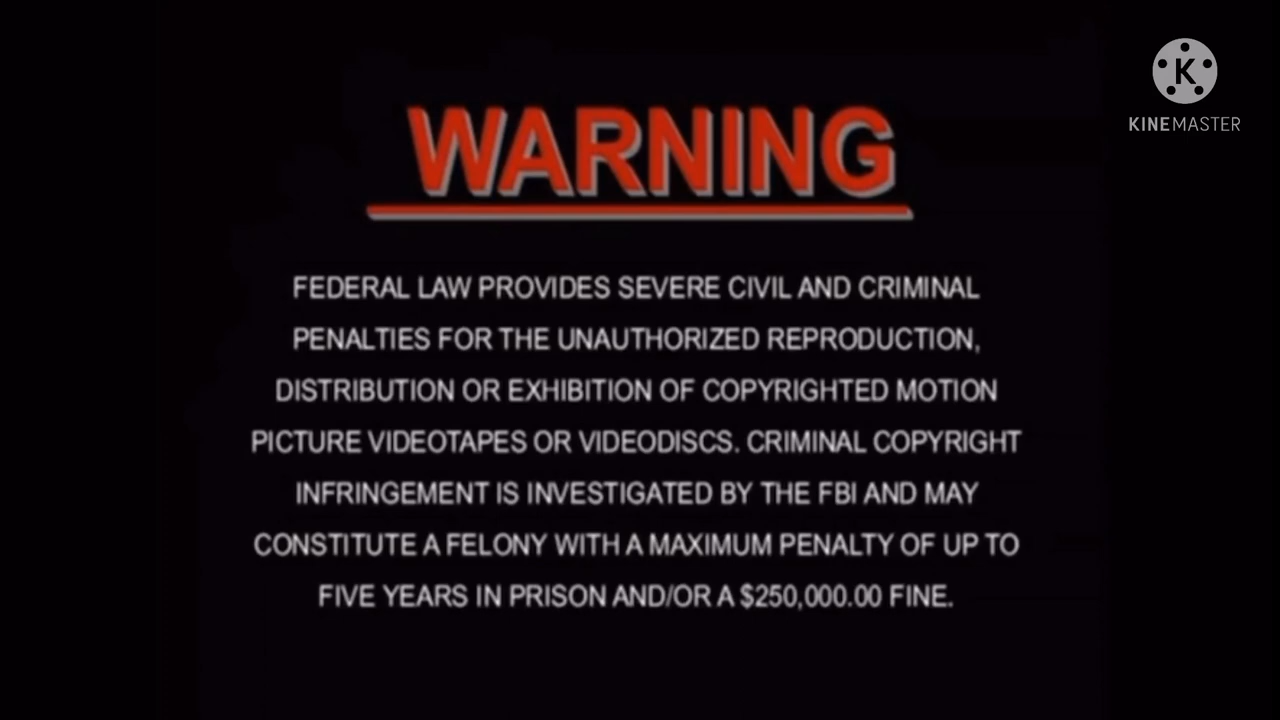 WARNING
FEDERAL LAW PROVIDES SEVERE CIVIL AND CRIMINAL
PENALTIES FOR THE UNAUTHORIZED REPRODUCTION,
DISTRIBUTION OR EXHIBITION OF COPYRIGHTED MOTION
PICTURE VIDEOTAPES OR VIDEODISCS. CRIMINAL COPYRIGHT
INFRINGEMENT IS INVESTIGATED BY THE FBI AND MAY
CONSTITUTE A FELONY WITH A MAXIMUM PENALTY OF UP TO
FIVE YEARS IN PRISON AND/OR A $250,000.00 FINE.
K
KINEMASTER